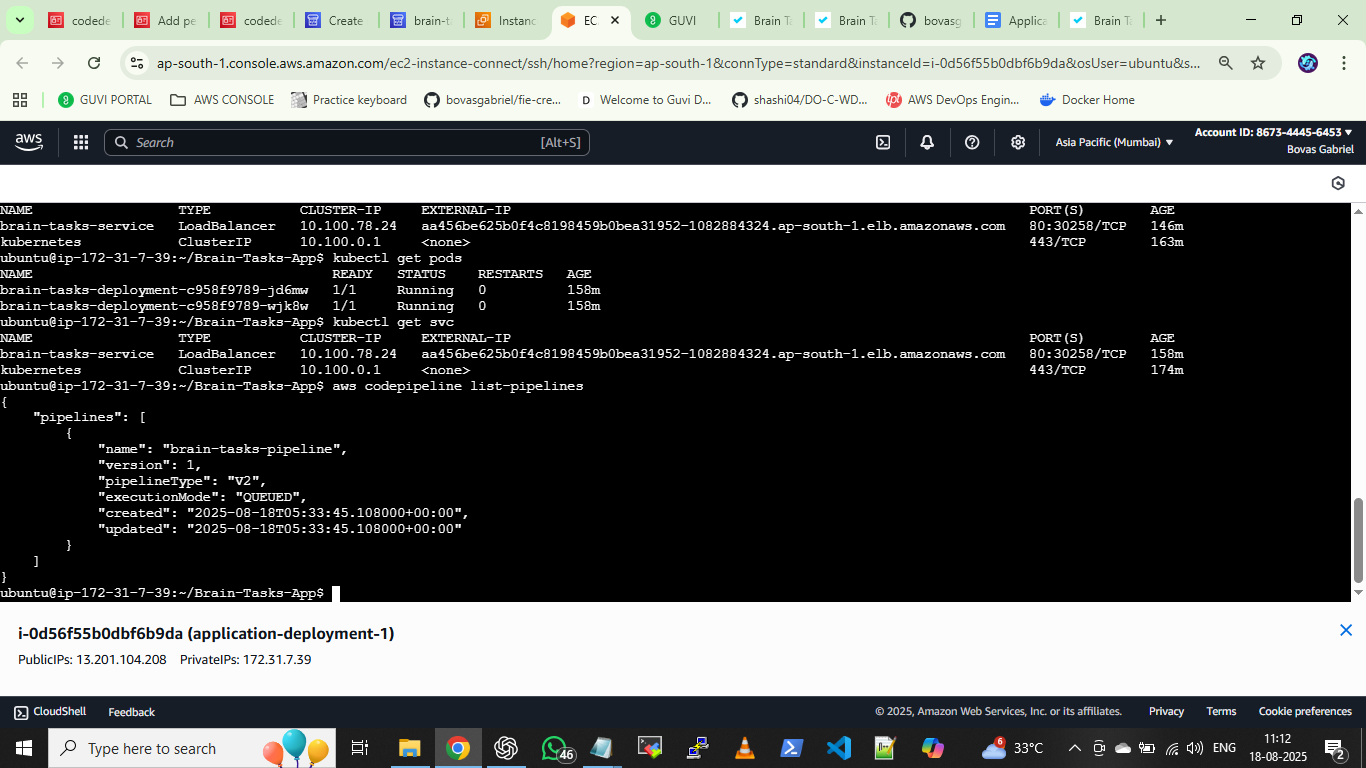 codede
Add pe
codede
Create
brain-t
Instanc
EC
GUVI
Brain T
Brain T
bovasg
Applica
Brain T
ap-south-1.console.aws.amazon.com/ec2-instance-connect/ssh/home?region=ap-south-1&connType=standard&instanceId=i-0d56f55b0dbf6b9da&osUser=ubuntu&s...
GUVI PORTAL
AWS CONSOLE
Practice keyboard
bovasgabriel/fie-cre...
Welcome to Guvi D...
shashi04/DO-C-WD...
AWS DevOps Engin...
Docker Home
aws
Search
[Alt+S]
Asia Pacific (Mumbai)
Account ID: 8673-4445-6453
Bovas Gabriel
NAME TYPE CLUSTER-IP EXTERNAL-IP PORT(S) AGE
brain-tasks-service LoadBalancer 10.100.78.24 aa456be625b0f4c8198459b0bea31952-1082884324.ap-south-1.elb.amazonaws.com 80:30258/TCP 146m
kubernetes ClusterIP 10.100.0.1 <none> 443/TCP 163m
ubuntu@ip-172-31-7-39:~/Brain-Tasks-App$ kubectl get pods
NAME READY STATUS RESTARTS AGE
brain-tasks-deployment-c958f9789-jd6mw 1/1 Running 0 158m
brain-tasks-deployment-c958f9789-wjk8w 1/1 Running 0 158m
ubuntu@ip-172-31-7-39:~/Brain-Tasks-App$ kubectl get svc
NAME TYPE CLUSTER-IP EXTERNAL-IP PORT(S) AGE
brain-tasks-service LoadBalancer 10.100.78.24 aa456be625b0f4c8198459b0bea31952-1082884324.ap-south-1.elb.amazonaws.com 80:30258/TCP 158m
kubernetes ClusterIP 10.100.0.1 <none> 443/TCP 174m
ubuntu@ip-172-31-7-39:~/Brain-Tasks-App$ aws codepipeline list-pipelines
{
"pipelines": [
{
"name": "brain-tasks-pipeline",
"version": 1,
"pipelineType": "V2",
"executionMode": "QUEUED",
"created": "2025-08-18T05:33:45.108000+00:00",
"updated": "2025-08-18T05:33:45.108000+00:00"
}
]
}
ubuntu@ip-172-31-7-39:~/Brain-Tasks-App$
i-0d56f55b0dbf6b9da (application-deployment-1)
PublicIPs: 13.201.104.208 PrivateIPs: 172.31.7.39
CloudShell
Feedback
© 2025, Amazon Web Services, Inc. or its affiliates.
Privacy
Terms
Cookie preferences
Type here to search
46
6
33°C
ENG
11:12
18-08-2025
2